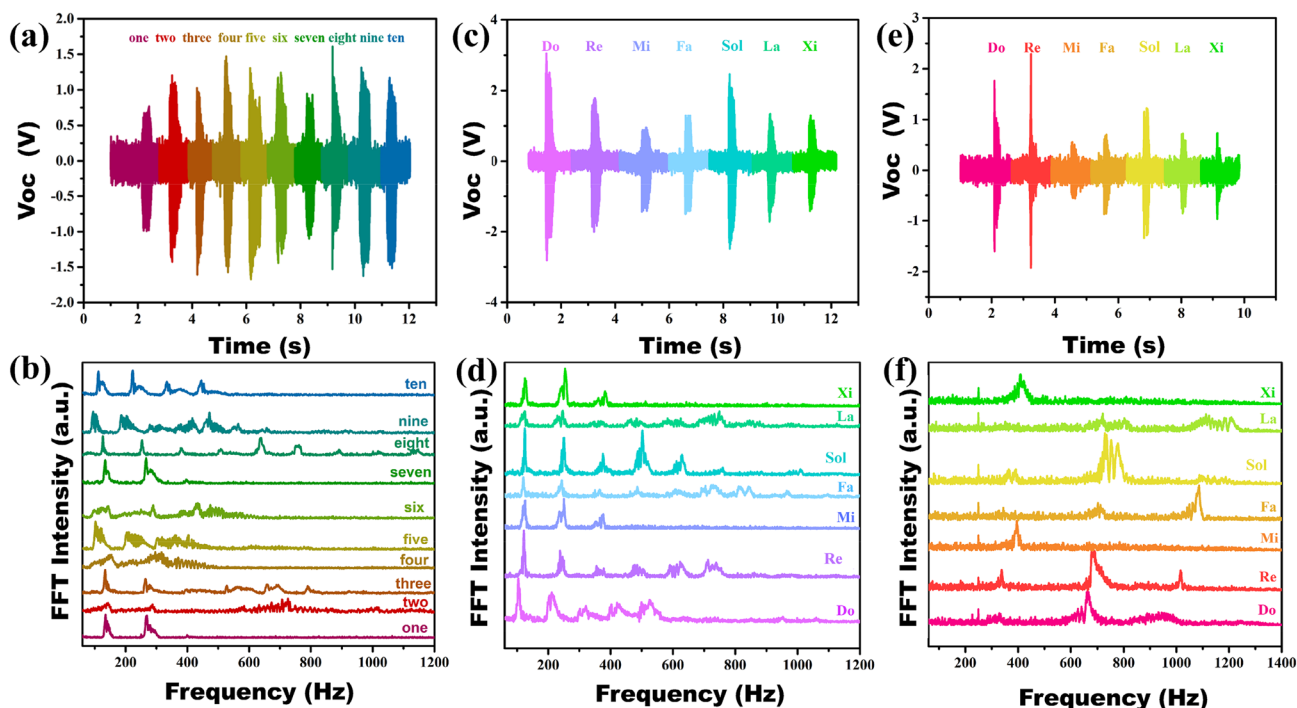 (a)
2.0
1.5
1.0
0.5
0.0
-0.5
-1.0
-1.5
-2.0
Voc (V)
one two three four five six seven eight nine ten
0 2 4 6 8 10 12
Time (s)
(c)
4
2
0
-2
-4
Voc (V)
Do Re Mi Fa Sol La Xi
0 2 4 6 8 10 12
Time (s)
(e)
3
2
1
0
-1
-2
Voc (V)
Do Re Mi Fa Sol La Xi
0 2 4 6 8 10
Time (s)
(b)
FFT Intensity (a.u.)
ten
nine
eight
seven
six
five
four
three
two
one
200 400 600 800 1000 1200
Frequency (Hz)
(d)
FFT Intensity (a.u.)
Xi
La
Sol
Fa
Mi
Re
Do
200 400 600 800 1000 1200
Frequency (Hz)
(f)
FFT Intensity (a.u.)
Xi
La
Sol
Fa
Mi
Re
Do
200 400 600 800 1000 1200 1400
Frequency (Hz)